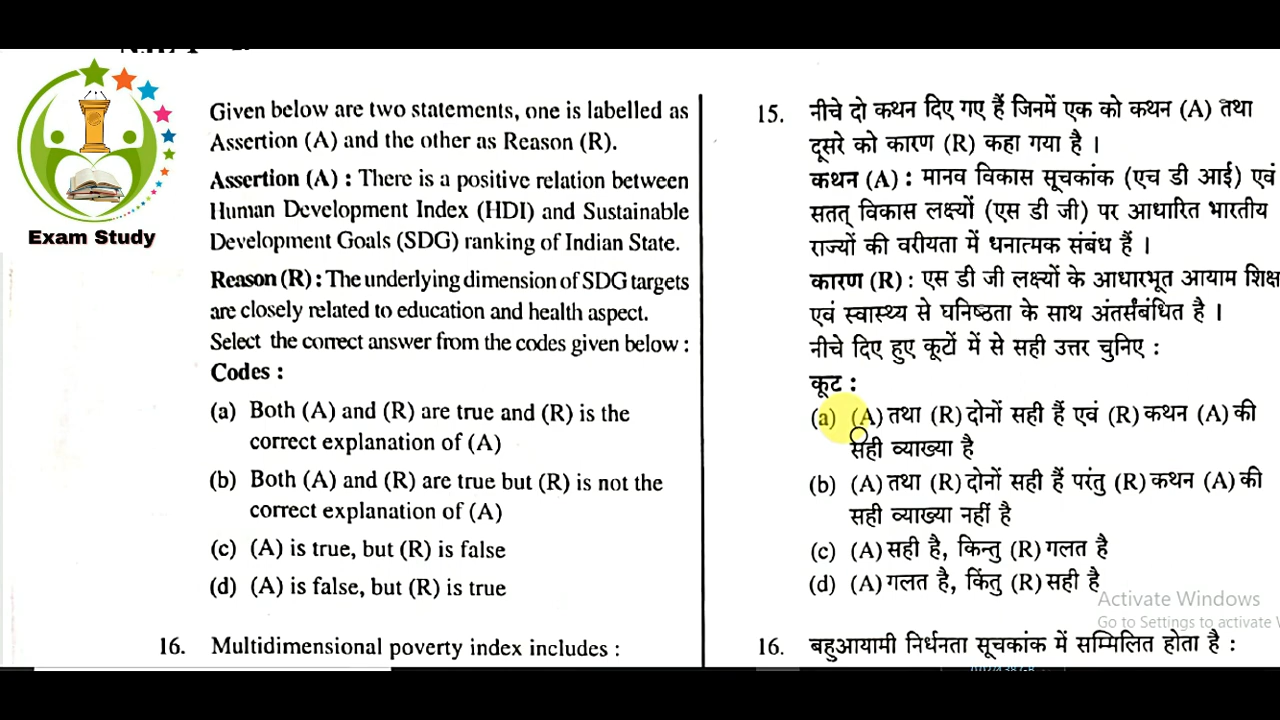 Exam Study
Given below are two statements, one is labelled as
Assertion (A) and the other as Reason (R).
Assertion (A) : There is a positive relation between
Human Development Index (HDI) and Sustainable
Development Goals (SDG) ranking of Indian State.
Reason (R) : The underlying dimension of SDG targets
are closely related to education and health aspect.
Select the correct answer from the codes given below :
Codes :
(a) Both (A) and (R) are true and (R) is the
correct explanation of (A)
(b) Both (A) and (R) are true but (R) is not the
correct explanation of (A)
(c) (A) is true, but (R) is false
(d) (A) is false, but (R) is true
16. Multidimensional poverty index includes :
15. नीचे दो कथन दिए गए हैं जिनमें एक को कथन (A) तथा
दूसरे को कारण (R) कहा गया है ।
कथन (A) : मानव विकास सूचकांक (एच डी आई) एवं
सतत् विकास लक्ष्यों (एस डी जी) पर आधारित भारतीय
राज्यों की वरीयता में धनात्मक संबंध हैं ।
कारण (R) : एस डी जी लक्ष्यों के आधारभूत आयाम शिक्ष
एवं स्वास्थ्य से घनिष्ठता के साथ अंतर्संबंधित है ।
नीचे दिए हुए कूटों में से सही उत्तर चुनिए :
कूट :
(a) (A) तथा (R) दोनों सही हैं एवं (R) कथन (A) की
सही व्याख्या है
(b) (A) तथा (R) दोनों सही हैं परंतु (R) कथन (A) की
सही व्याख्या नहीं है
(c) (A) सही है, किन्तु (R) गलत है
(d) (A) गलत है, किंतु (R) सही है
Activate Windows
Go to Settings to activate
16. बहुआयामी निर्धनता सूचकांक में सम्मिलित होता है :